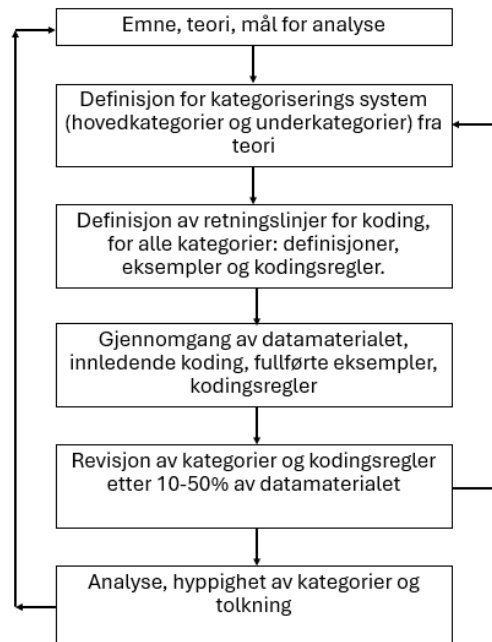 Emne, teori, mål for analyse
Definisjon for kategoriserings system
(hovedkategorier og underkategorier) fra
teori
Definisjon av retningslinjer for koding,
for alle kategorier: definisjoner,
eksempler og kodingsregler.
Gjennomgang av datamaterialet,
innledende koding, fullførte eksempler,
kodingsregler
Revisjon av kategorier og kodingsregler
etter 10-50% av datamaterialet
Analyse, hyppighet av kategorier og
tolkning